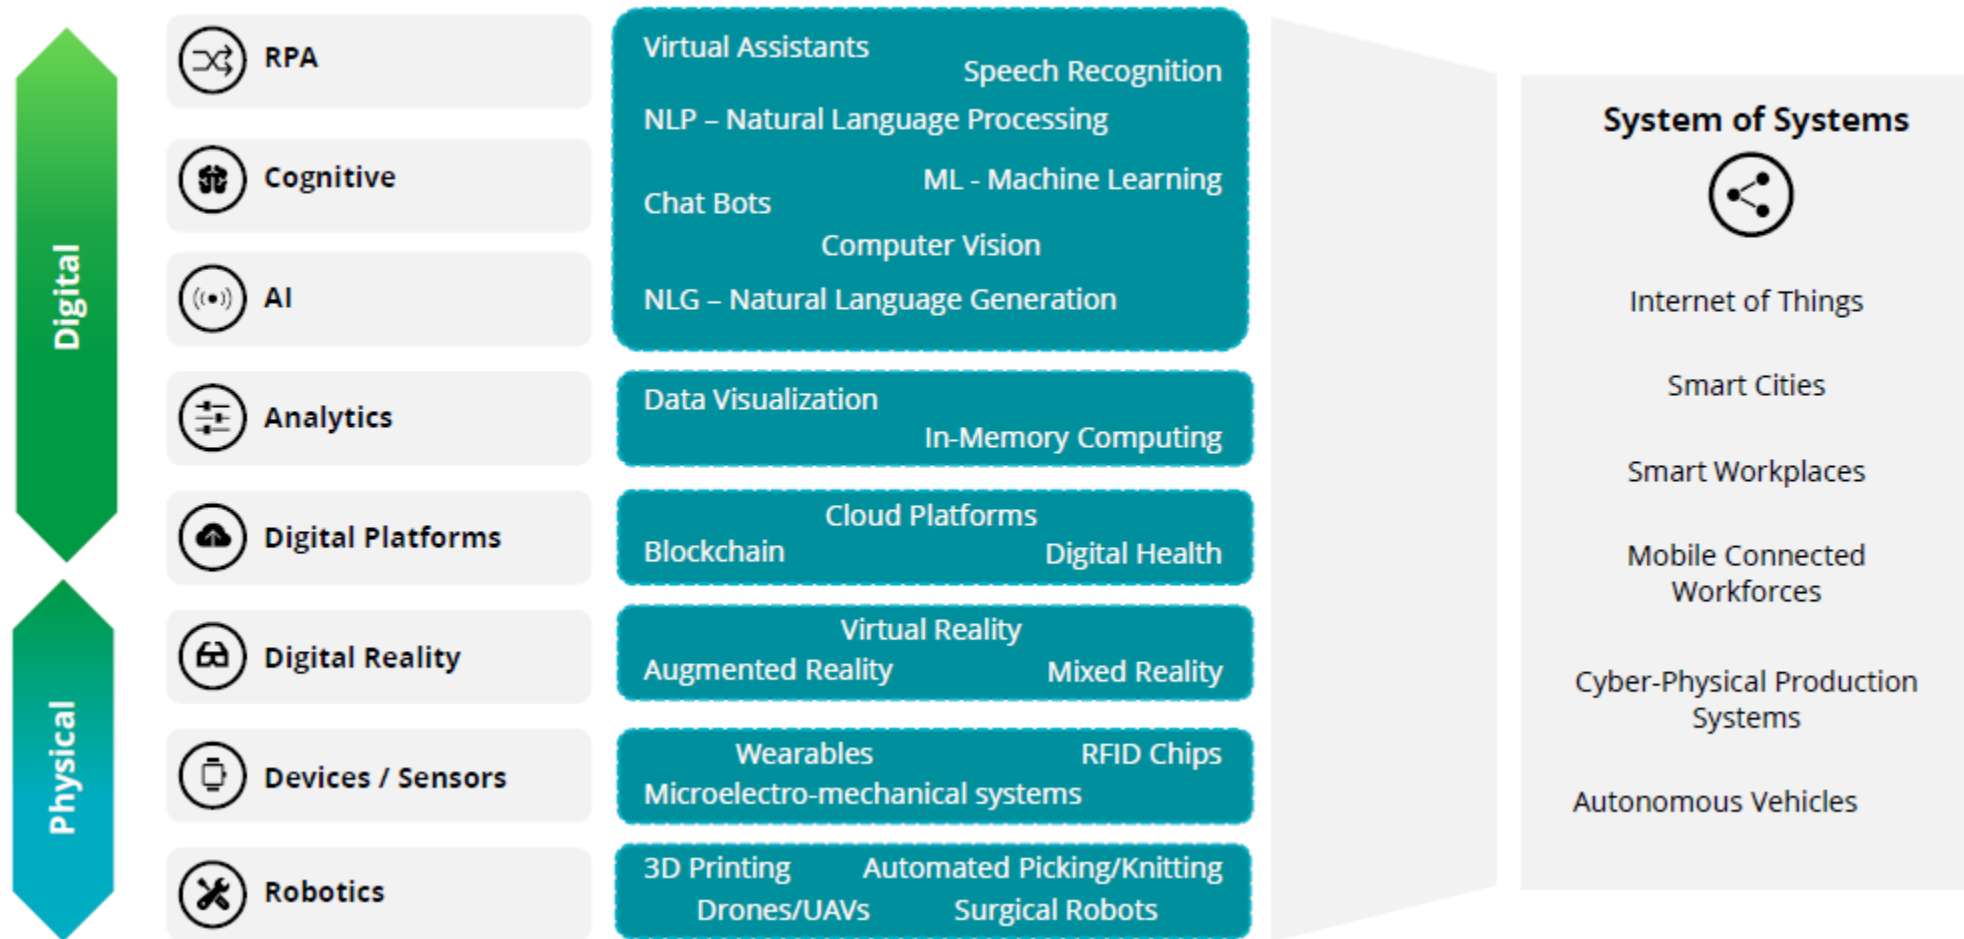 Digital
Physical
RPA
Cognitive
AI
Analytics
Digital Platforms
Digital Reality
Devices / Sensors
Robotics
Virtual Assistants
Speech Recognition
NLP – Natural Language Processing
ML - Machine Learning
Chat Bots
Computer Vision
NLG – Natural Language Generation
Data Visualization
In-Memory Computing
Cloud Platforms
Blockchain
Digital Health
Virtual Reality
Augmented Reality
Mixed Reality
Wearables
RFID Chips
Microelectro-mechanical systems
3D Printing
Automated Picking/Knitting
Drones/UAVs
Surgical Robots
System of Systems
Internet of Things
Smart Cities
Smart Workplaces
Mobile Connected
Workforces
Cyber-Physical Production
Systems
Autonomous Vehicles